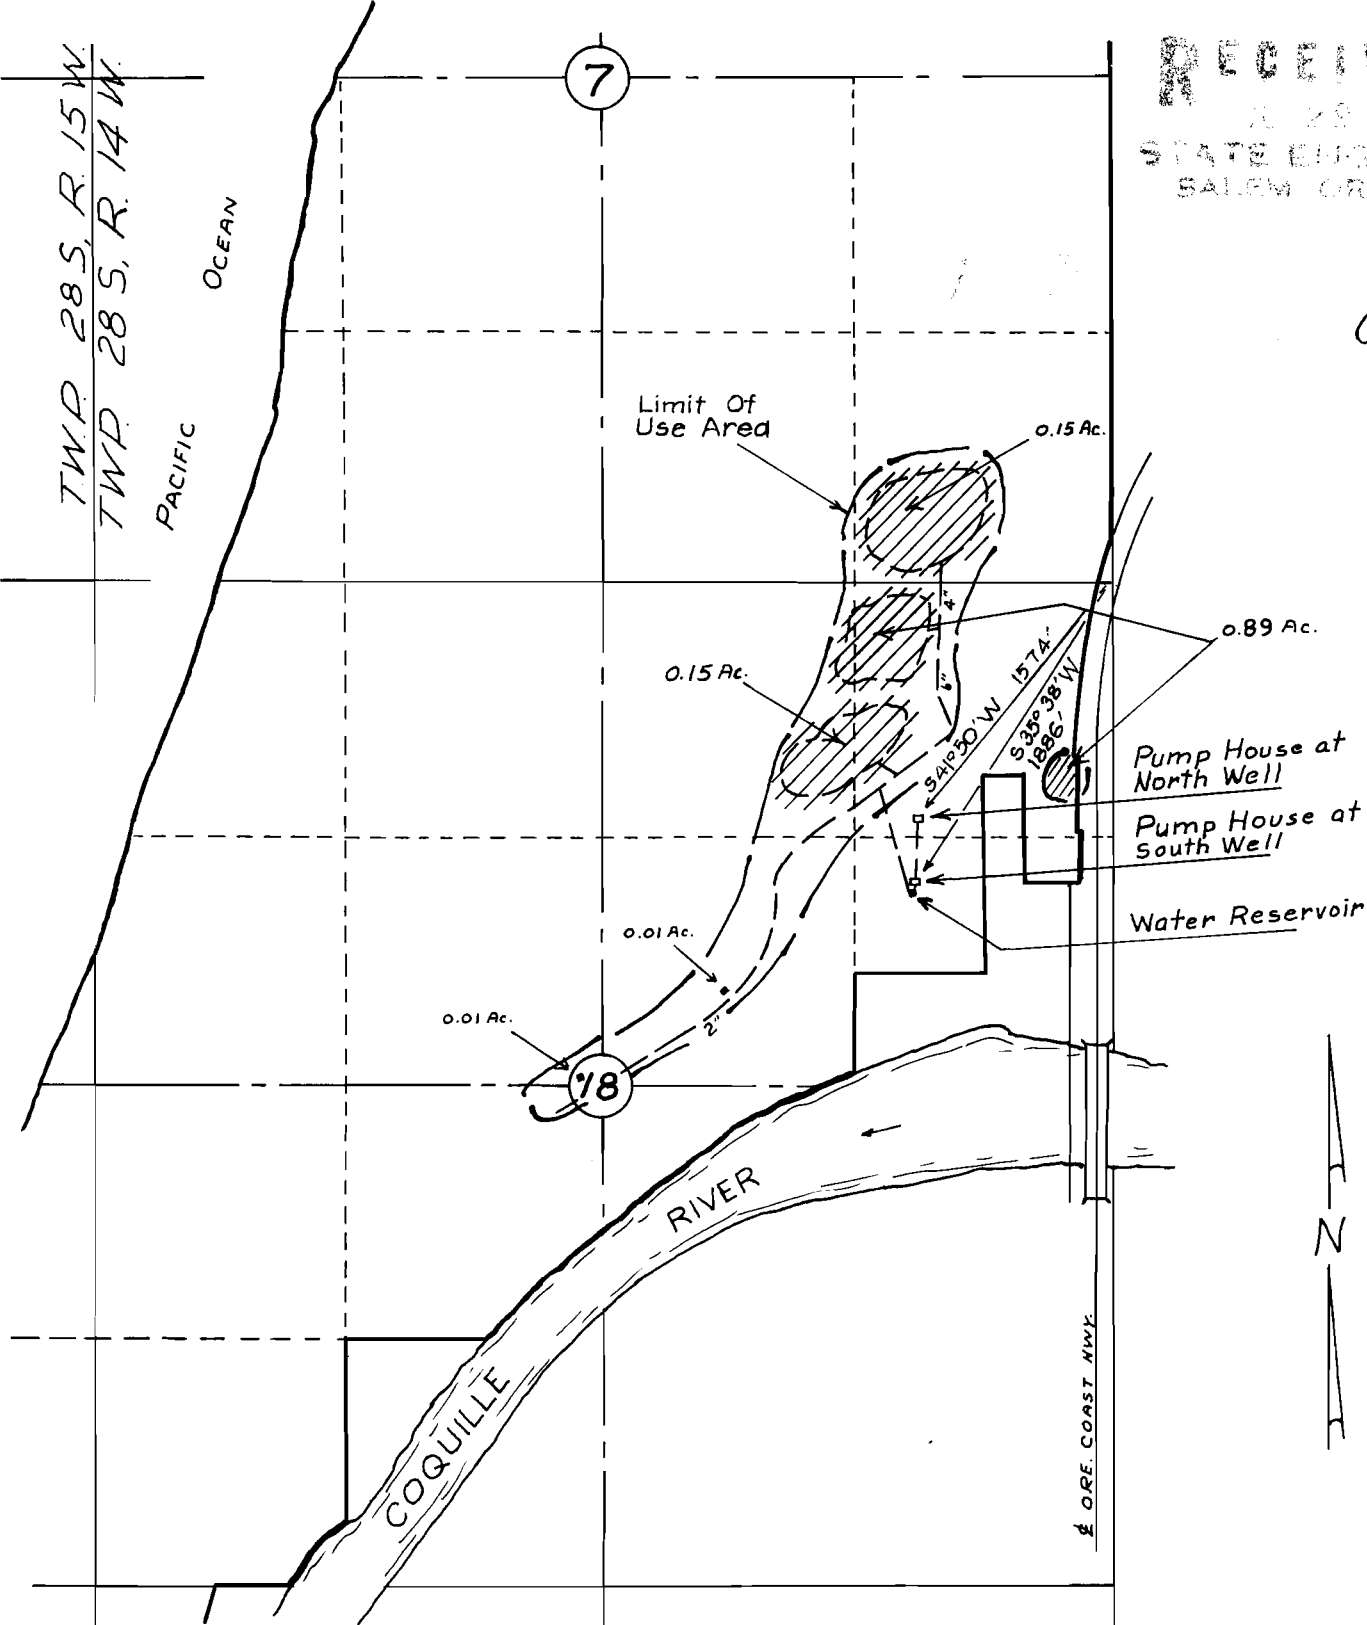 TWP. 28 S, R. 15 W.
TWP. 28 S, R. 14 W.
PACIFIC OCEAN
7
STATE
SALEM
Limit Of
Use Area
0.15 Ac.
4"
0.89 Ac.
0.15 Ac.
6"
S 41° 50' W 1574'
S 35° 38' W
1886'
Pump House at
North Well
Pump House at
South Well
Water Reservoir
0.01 Ac.
0.01 Ac.
2"
18
RIVER
COQUILLE
N
ORE. COAST HWY.